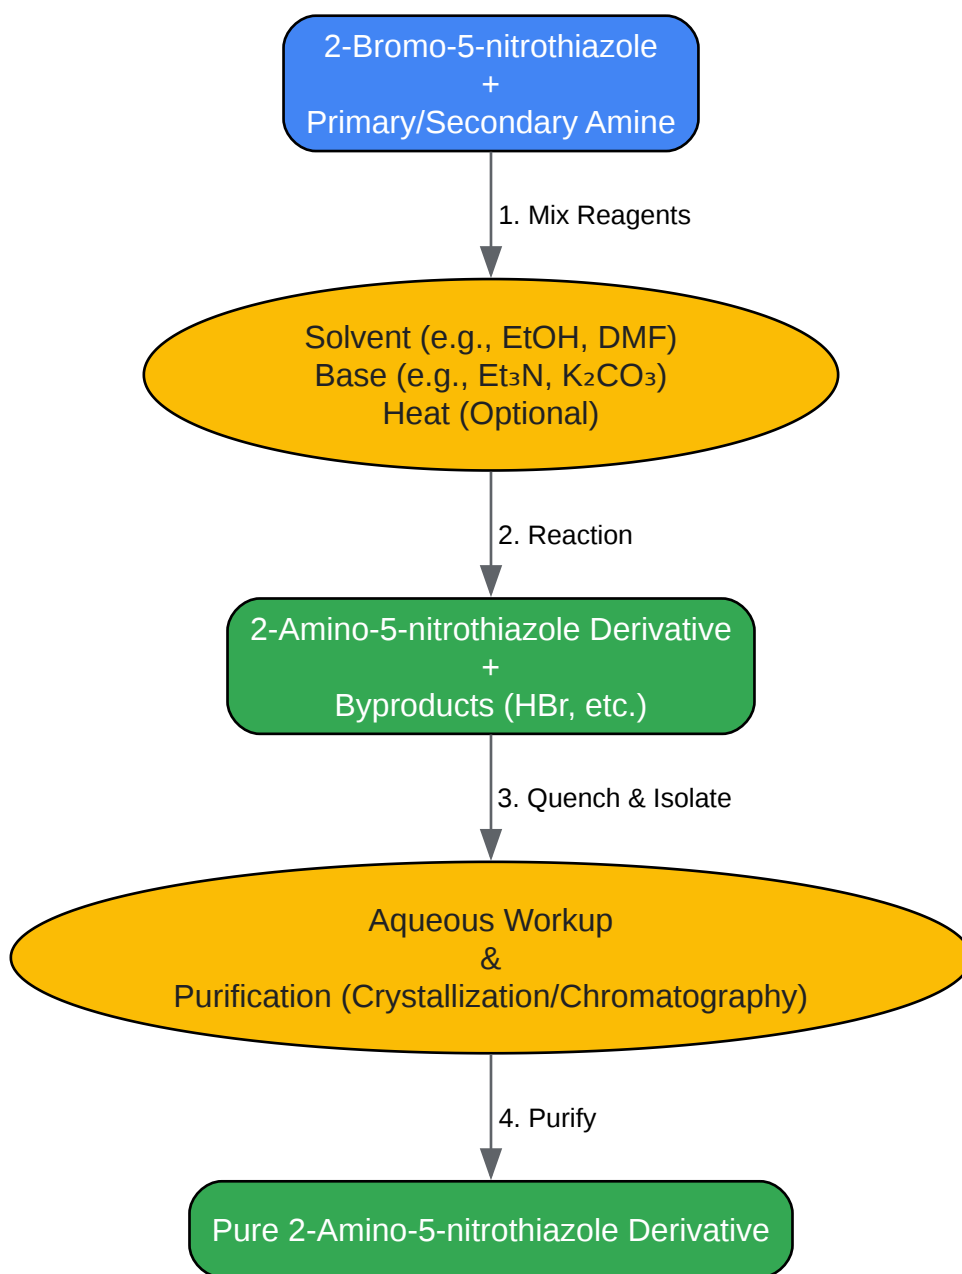 2-Bromo-5-nitrothiazole
+
Primary/Secondary Amine
1. Mix Reagents
Solvent (e.g., EtOH, DMF)
Base (e.g., Et₃N, K₂CO₃)
Heat (Optional)
2. Reaction
2-Amino-5-nitrothiazole Derivative
+
Byproducts (HBr, etc.)
3. Quench & Isolate
Aqueous Workup
&
Purification (Crystallization/Chromatography)
4. Purify
Pure 2-Amino-5-nitrothiazole Derivative